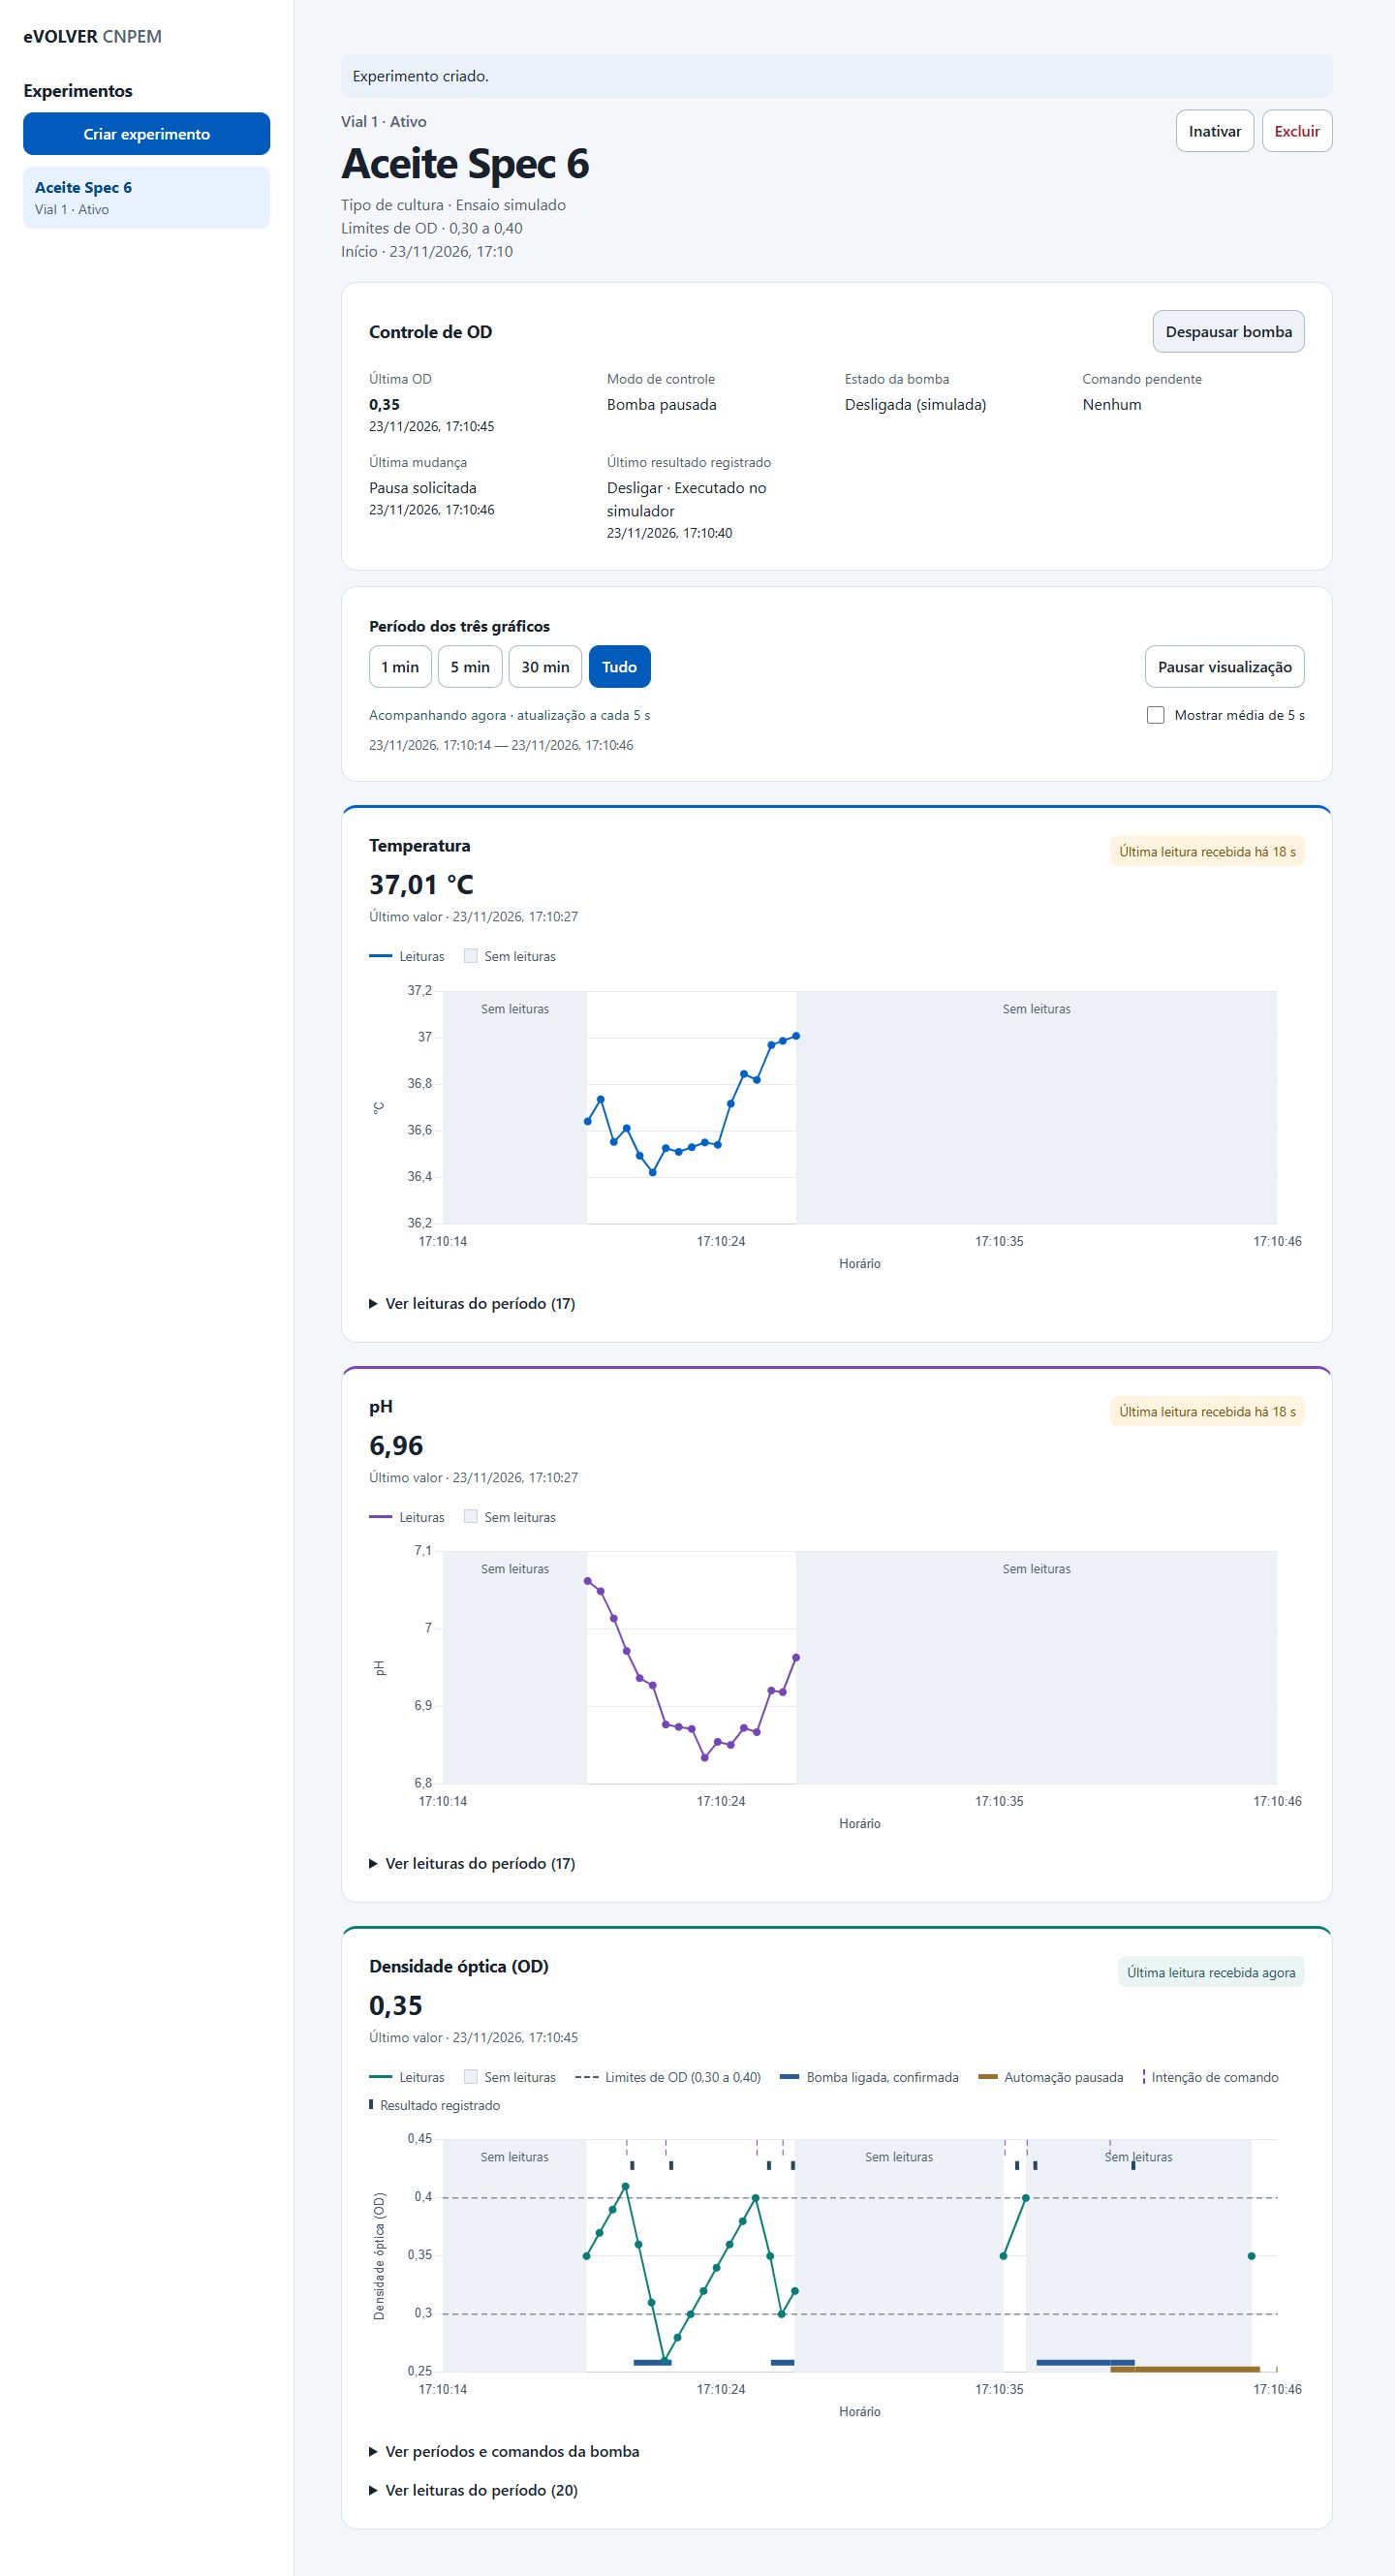 eVOLVER CNPEM
Experimentos
Criar experimento
Aceite Spec 6
Vial 1 · Ativo
Experimento criado.
Vial 1 · Ativo
Inativar
Excluir
Aceite Spec 6
Tipo de cultura · Ensaio simulado
Limites de OD · 0,30 a 0,40
Início · 23/11/2026, 17:10
Controle de OD
Despausar bomba
Última OD
Modo de controle
Estado da bomba
Comando pendente
0,35
Bomba pausada
Desligada (simulada)
Nenhum
23/11/2026, 17:10:45
Última mudança
Último resultado registrado
Pausa solicitada
Desligar · Executado no
simulador
23/11/2026, 17:10:46
23/11/2026, 17:10:40
Período dos três gráficos
1 min
5 min
30 min
Tudo
Pausar visualização
Acompanhando agora · atualização a cada 5 s
Mostrar média de 5 s
23/11/2026, 17:10:14 — 23/11/2026, 17:10:46
Temperatura
Última leitura recebida há 18 s
37,01 °C
Último valor · 23/11/2026, 17:10:27
Leituras
Sem leituras
37,2
Sem leituras
Sem leituras
37
36,8
°C
36,6
36,4
36,2
17:10:14
17:10:24
17:10:35
17:10:46
Horário
▶ Ver leituras do período (17)
pH
Última leitura recebida há 18 s
6,96
Último valor · 23/11/2026, 17:10:27
Leituras
Sem leituras
7,1
Sem leituras
Sem leituras
7
pH
6,9
6,8
17:10:14
17:10:24
17:10:35
17:10:46
Horário
▶ Ver leituras do período (17)
Densidade óptica (OD)
Última leitura recebida agora
0,35
Último valor · 23/11/2026, 17:10:45
Leituras
Sem leituras
Limites de OD (0,30 a 0,40)
Bomba ligada, confirmada
Automação pausada
Intenção de comando
Resultado registrado
0,45
Sem leituras
Sem leituras
Sem leituras
0,4
0,35
Densidade óptica (OD)
0,3
0,25
17:10:14
17:10:24
17:10:35
17:10:46
Horário
▶ Ver períodos e comandos da bomba
▶ Ver leituras do período (20)